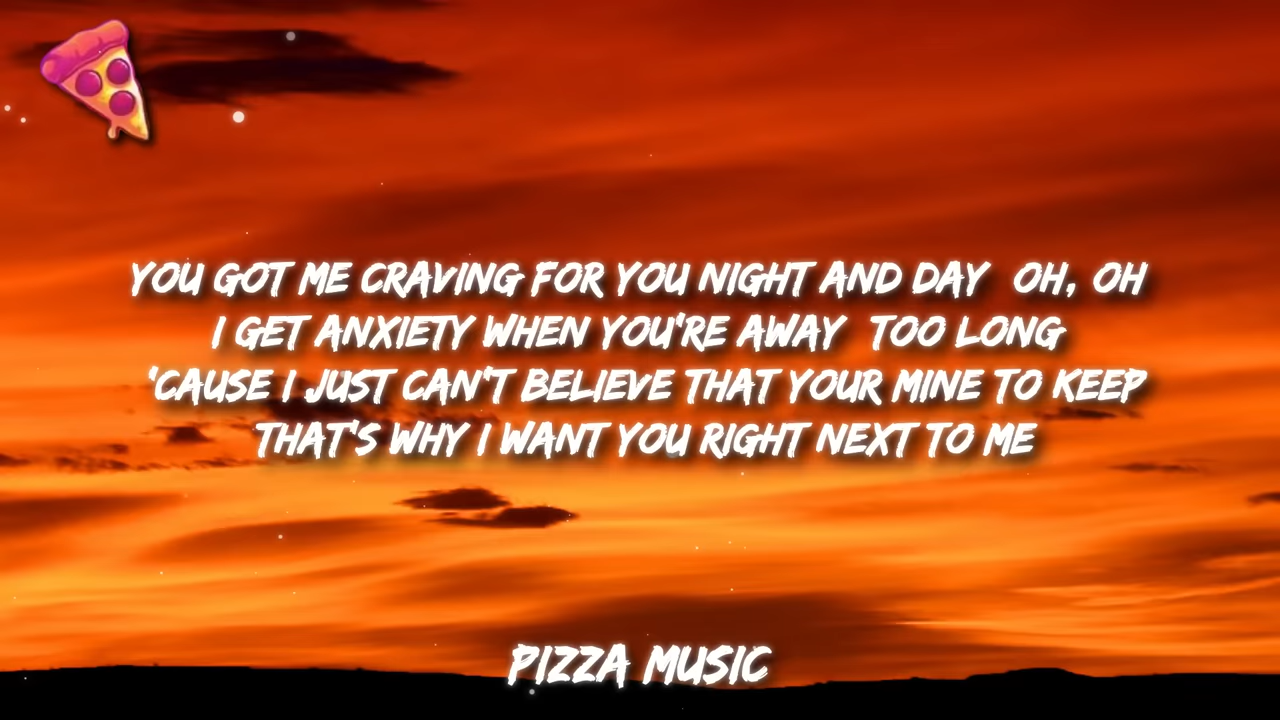 YOU GOT ME CRAVING FOR YOU NIGHT AND DAY OH, OH
I GET ANXIETY WHEN YOU'RE AWAY TOO LONG
'CAUSE I JUST CAN'T BELIEVE THAT YOUR MINE TO KEEP
THAT'S WHY I WANT YOU RIGHT NEXT TO ME
PIZZA MUSIC